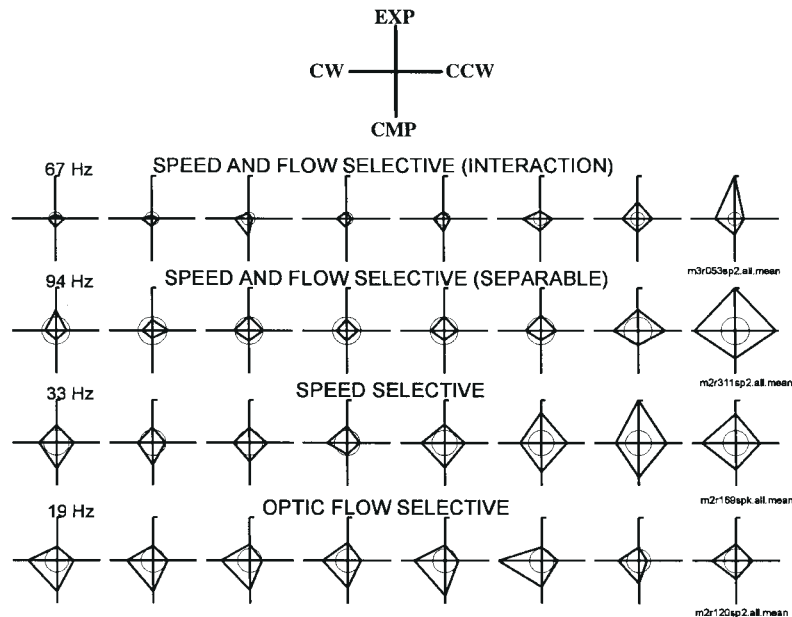 EXP
CW CCW
CMP
67 Hz SPEED AND FLOW SELECTIVE (INTERACTION)
m3r053sp2.all.mean
94 Hz SPEED AND FLOW SELECTIVE (SEPARABLE)
m2r311sp2.all.mean
33 Hz SPEED SELECTIVE
m2r169spk.all.mean
19 Hz OPTIC FLOW SELECTIVE
m2r120sp2.all.mean